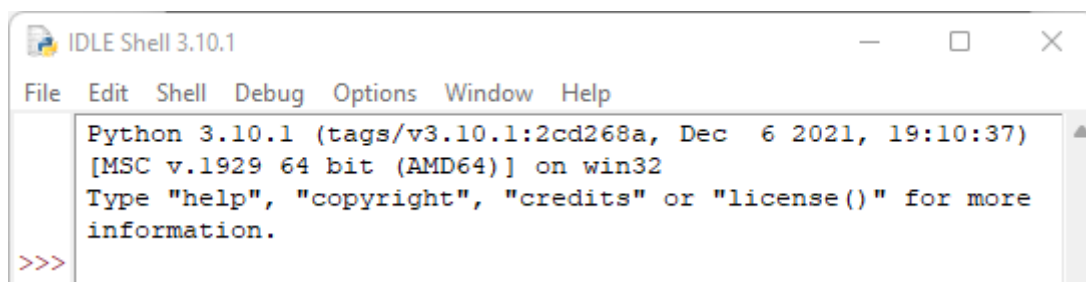 IDLE Shell 3.10.1
File Edit Shell Debug Options Window Help
Python 3.10.1 (tags/v3.10.1:2cd268a, Dec  6 2021, 19:10:37)
[MSC v.1929 64 bit (AMD64)] on win32
Type "help", "copyright", "credits" or "license()" for more
information.
>>>